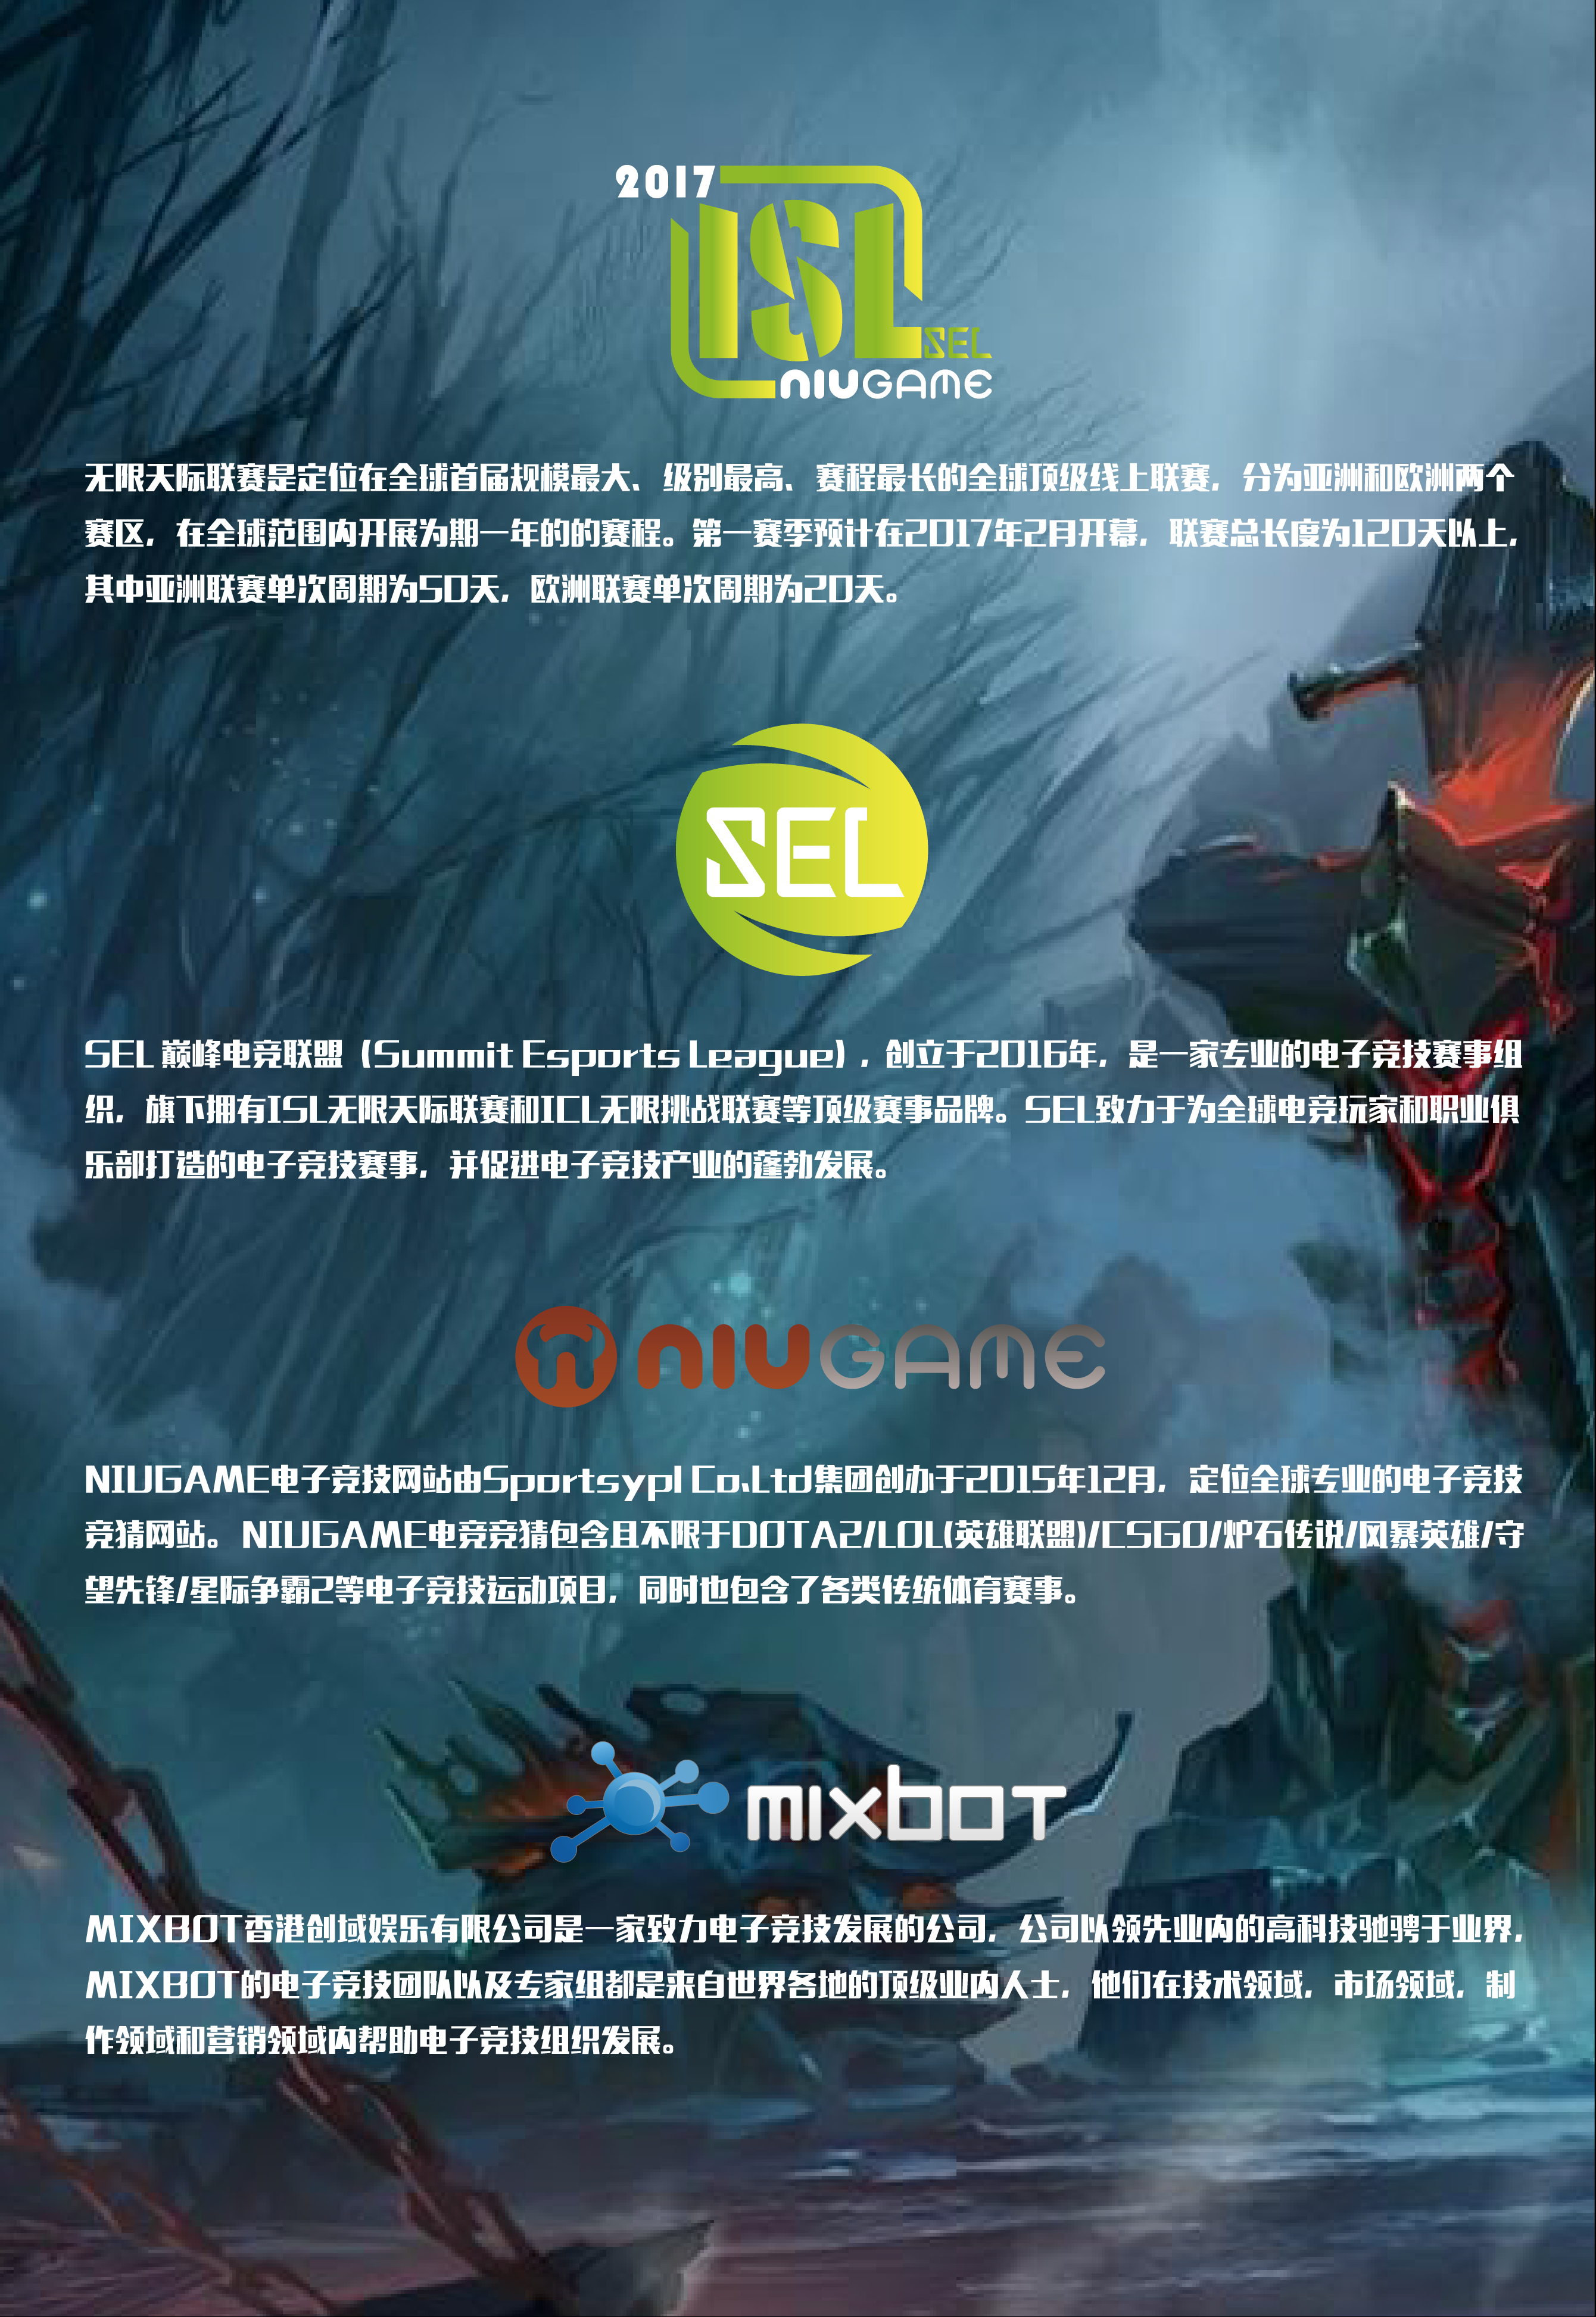 2017
ISL
SEL
NIUGAME
无限天际联赛是定位在全球首届规模最大、级别最高、赛程最长的全球顶级线上联赛，分为亚洲和欧洲两个
赛区，在全球范围内开展为期一年的的赛程。第一赛季预计在2017年2月开幕，联赛总长度为120天以上，
其中亚洲联赛单次周期为50天，欧洲联赛单次周期为20天。
SEL
SEL 巅峰电竞联盟（Summit Esports League），创立于2016年，是一家专业的电子竞技赛事组
织，旗下拥有ISL无限天际联赛和ICL无限挑战联赛等顶级赛事品牌。SEL致力于为全球电竞玩家和职业俱
乐部打造的电子竞技赛事，并促进电子竞技产业的蓬勃发展。
NIUGAME
NIUGAME电子竞技网站由Sportsypl Co.Ltd集团创办于2015年12月，定位全球专业的电子竞技
竞猜网站。NIUGAME电竞竞猜包含且不限于DOTA2/LOL(英雄联盟)/CSGO/炉石传说/风暴英雄/守
望先锋/星际争霸2等电子竞技运动项目，同时也包含了各类传统体育赛事。
MIXBOT
MIXBOT香港创域娱乐有限公司是一家致力电子竞技发展的公司，公司以领先业内的高科技驰骋于业界，
MIXBOT的电子竞技团队以及专家组都是来自世界各地的顶级业内人士，他们在技术领域，市场领域，制
作领域和营销领域内帮助电子竞技组织发展。